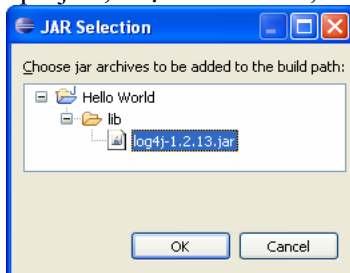 JAR Selection
Choose jar archives to be added to the build path:
Hello World
lib
log4j-1.2.13.jar
OK
Cancel